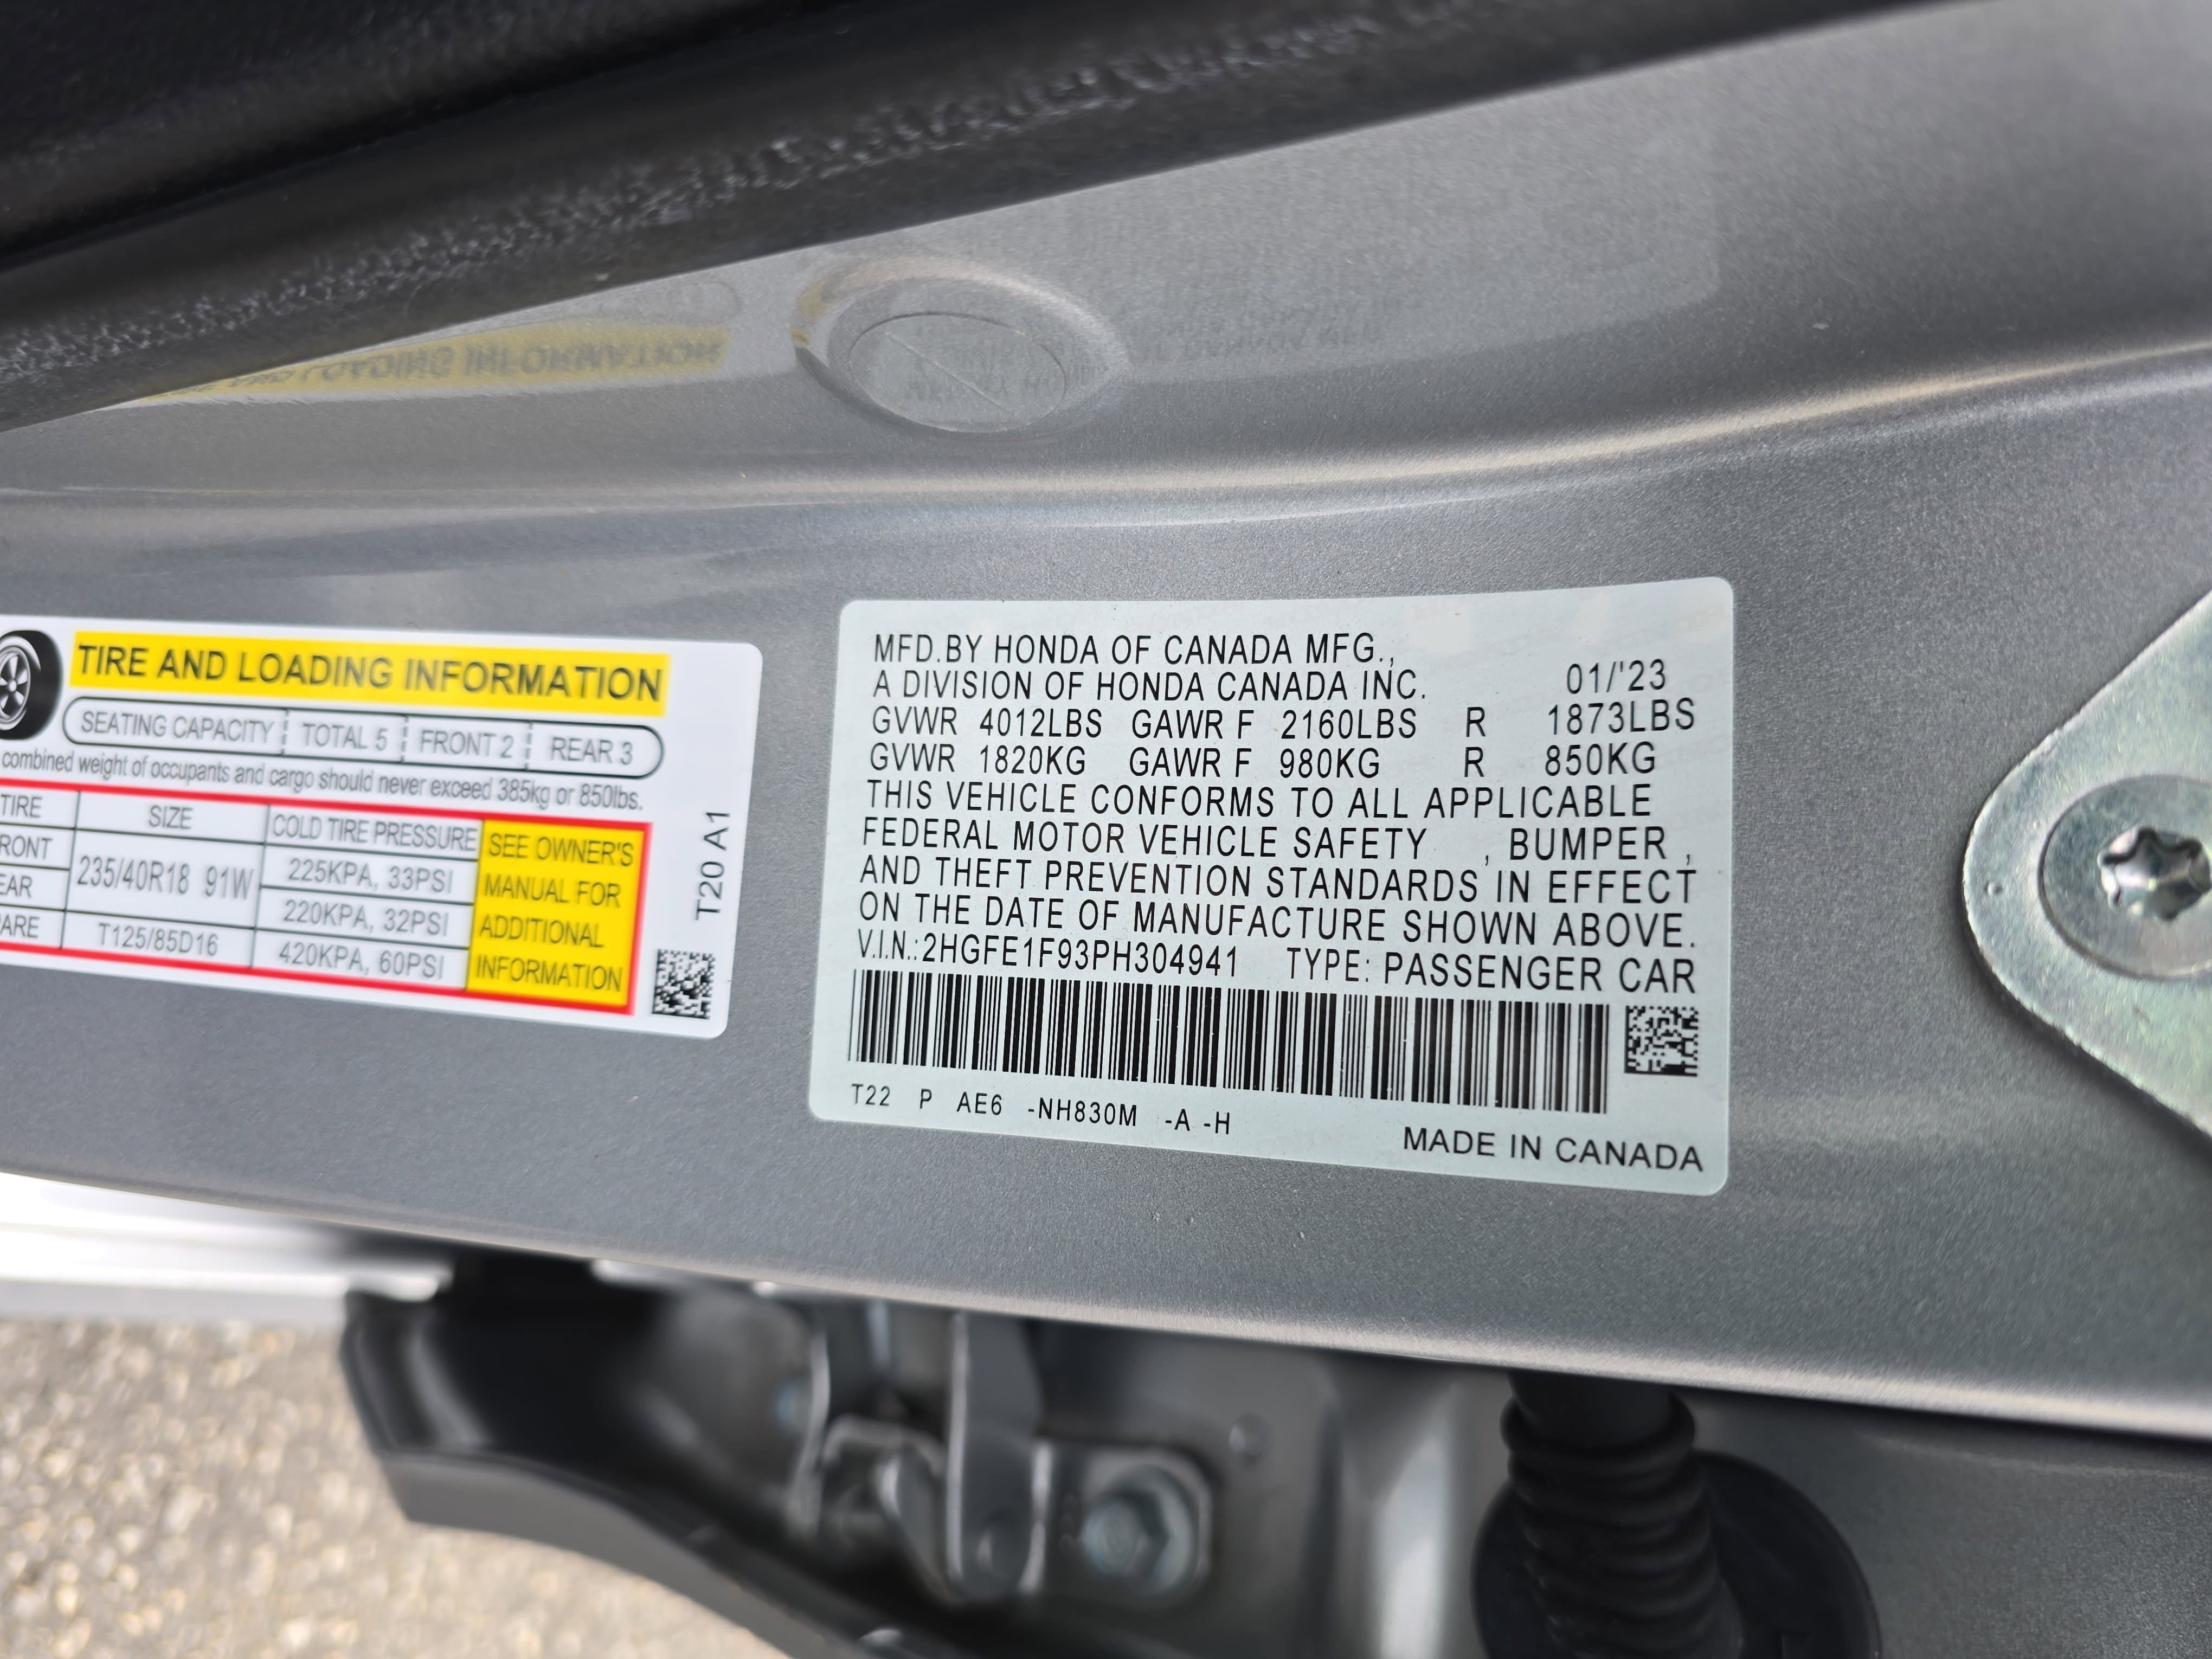 TIRE AND LOADING INFORMATION
SEATING CAPACITY TOTAL 5 FRONT 2 REAR 3
combined weight of occupants and cargo should never exceed 385kg or 850lbs.
TIRE SIZE COLD TIRE PRESSURE
RONT 235/40R18 91W 225KPA, 33PSI
EAR 220KPA, 32PSI
ARE T125/85D16 420KPA, 60PSI
SEE OWNER'S
MANUAL FOR
ADDITIONAL
INFORMATION
T20 A1
MFD.BY HONDA OF CANADA MFG.,
A DIVISION OF HONDA CANADA INC. 01/'23
GVWR 4012LBS GAWR F 2160LBS R 1873LBS
GVWR 1820KG GAWR F 980KG R 850KG
THIS VEHICLE CONFORMS TO ALL APPLICABLE
FEDERAL MOTOR VEHICLE SAFETY , BUMPER ,
AND THEFT PREVENTION STANDARDS IN EFFECT
ON THE DATE OF MANUFACTURE SHOWN ABOVE.
V.I.N.:2HGFE1F93PH304941 TYPE: PASSENGER CAR
T22 P AE6 -NH830M -A -H
MADE IN CANADA